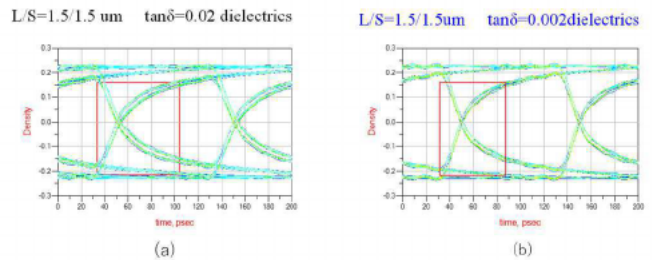 L/S=1.5/1.5 um tanδ=0.02 dielectrics
L/S=1.5/1.5um tanδ=0.002dielectrics
0.3
0.2
0.1
0.0
-0.1
-0.2
-0.3
Density
0 20 40 60 80 100 120 140 160 180 200
time, psec
(a)
0.3
0.2
0.1
0.0
-0.1
-0.2
-0.3
Density
0 20 40 60 80 100 120 140 160 180 200
time, psec
(b)